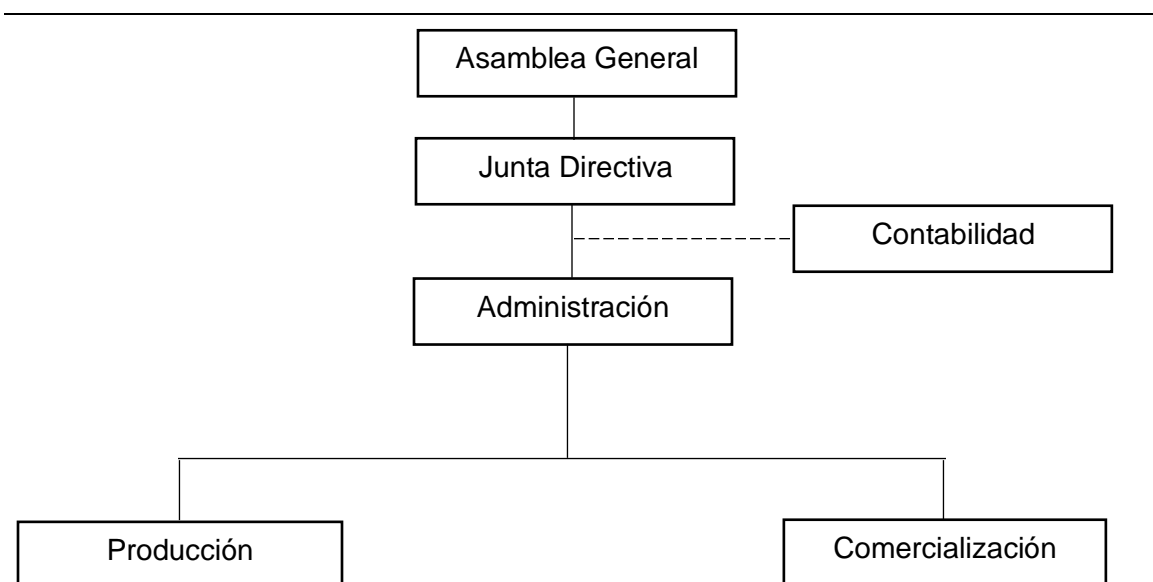 Asamblea General
Junta Directiva
Contabilidad
Administración
Producción
Comercialización